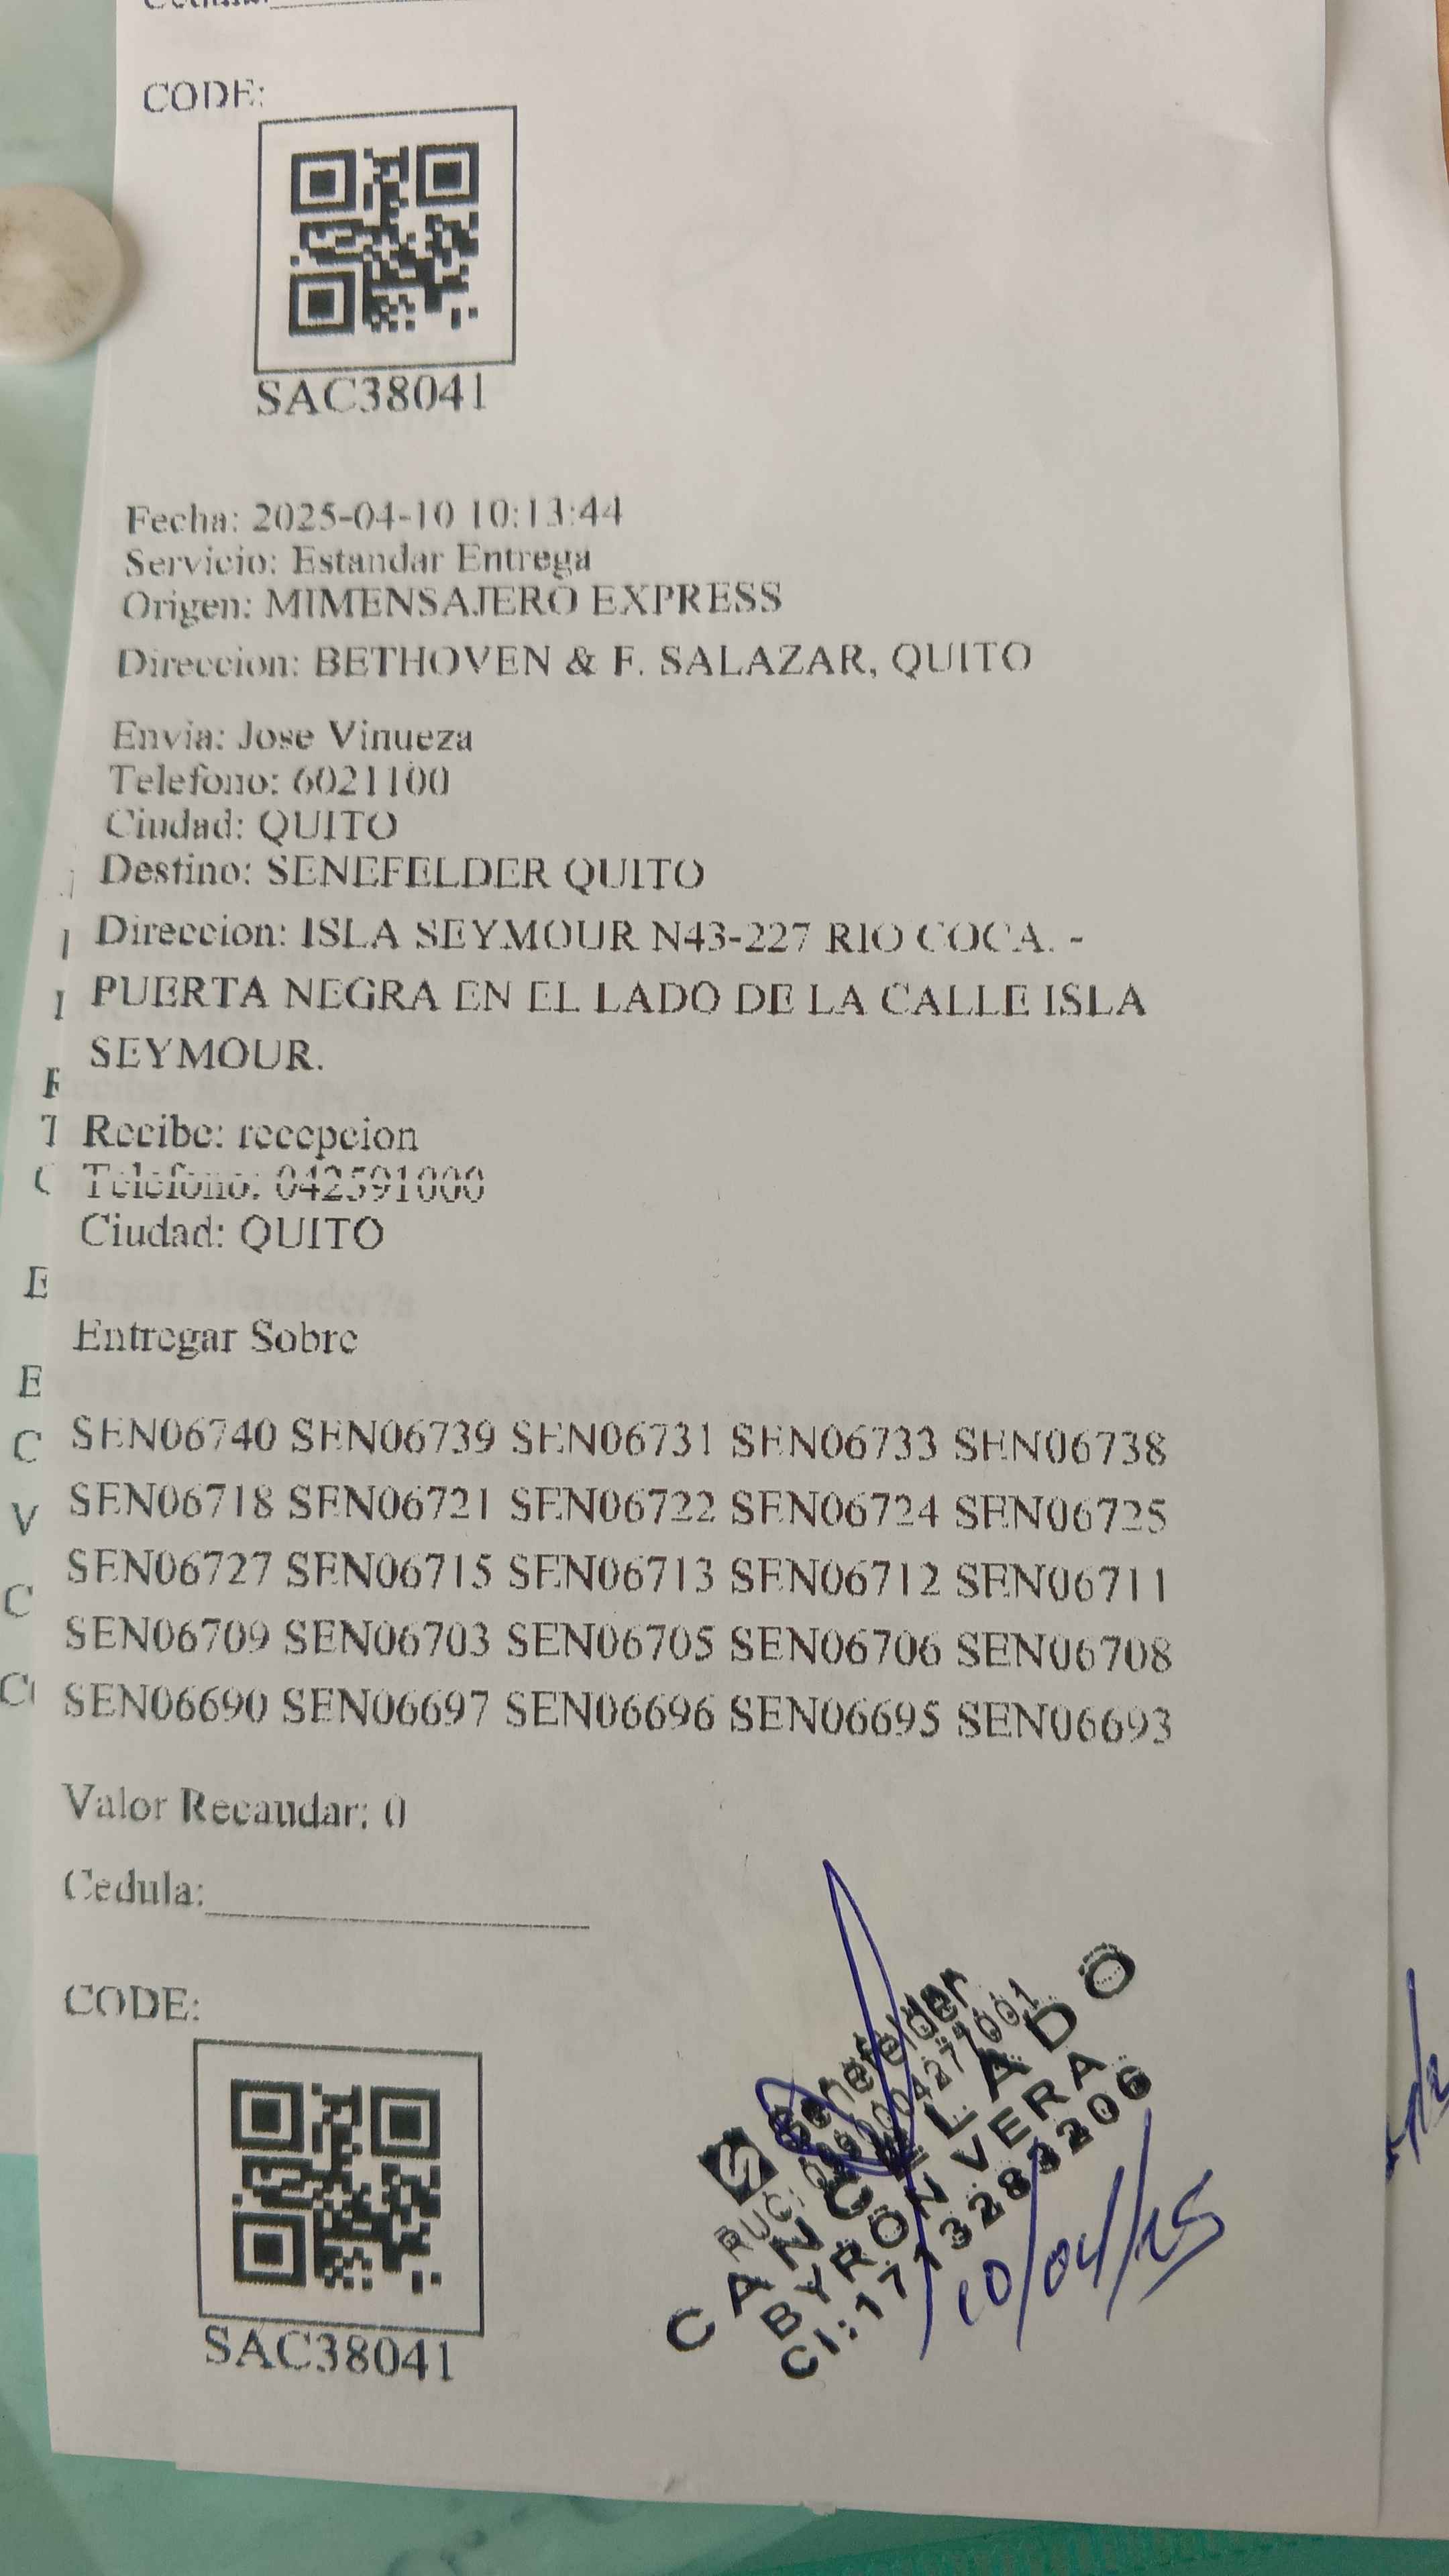 CODE:
SAC38041
Fecha: 2025-04-10 10:13:44
Servicio: Estandar Entrega
Origen: MIMENSAJERO EXPRESS
Direccion: BETHOVEN & F. SALAZAR, QUITO
Envia: Jose Vinueza
Telefono: 6021100
Ciudad: QUITO
Destino: SENEFELDER QUITO
Direccion: ISLA SEYMOUR N43-227 RIO COCA. -
PUERTA NEGRA EN EL LADO DE LA CALLE ISLA
SEYMOUR.
Recibe: recepcion
Telefono: 042591000
Ciudad: QUITO
Entregar Sobre
SEN06740 SEN06739 SEN06731 SEN06733 SEN06738
SEN06718 SEN06721 SEN06722 SEN06724 SEN06725
SEN06727 SEN06715 SEN06713 SEN06712 SEN06711
SEN06709 SEN06703 SEN06705 SEN06706 SEN06708
SEN06690 SEN06697 SEN06696 SEN06695 SEN06693
Valor Recaudar: 0
Cedula:
CODE:
SAC38041
S Senefelder
RUC:
CANCELADO
BYRON VERA
CI:1713283206
10/04/25